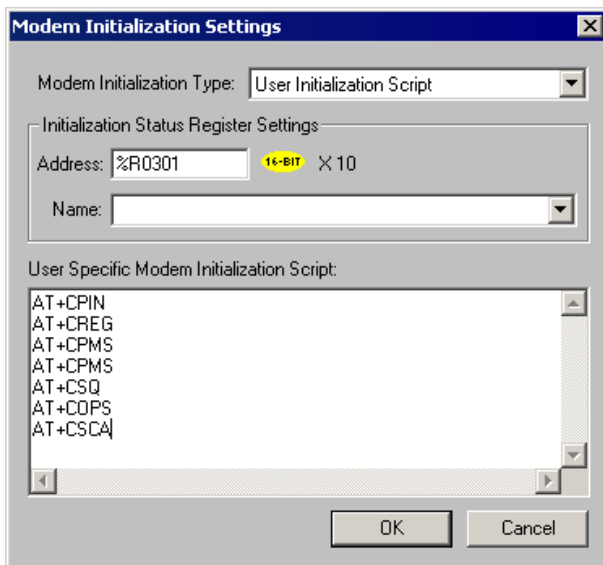 Modem Initialization Settings
Modem Initialization Type: User Initialization Script
Initialization Status Register Settings
Address: %R0301 16-BIT X 10
Name:
User Specific Modem Initialization Script:
AT+CPIN
AT+CREG
AT+CPMS
AT+CPMS
AT+CSQ
AT+COPS
AT+CSCA
OK Cancel